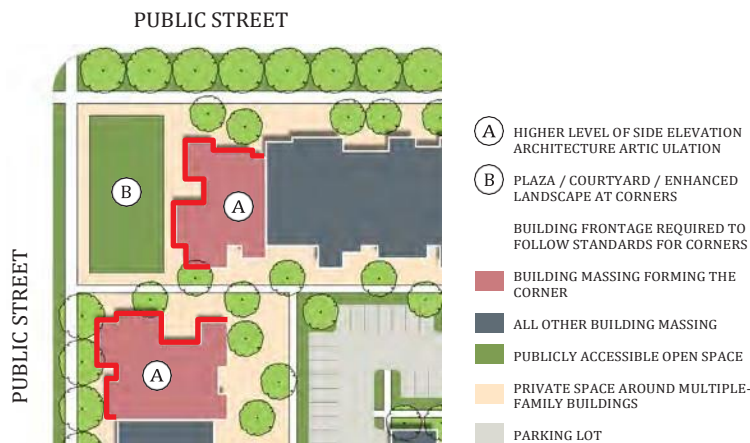 PUBLIC STREET
PUBLIC STREET
B
A
A
A
HIGHER LEVEL OF SIDE ELEVATION
ARCHITECTURE ARTIC ULATION
B
PLAZA / COURTYARD / ENHANCED
LANDSCAPE AT CORNERS
BUILDING FRONTAGE REQUIRED TO
FOLLOW STANDARDS FOR CORNERS
BUILDING MASSING FORMING THE
CORNER
ALL OTHER BUILDING MASSING
PUBLICLY ACCESSIBLE OPEN SPACE
PRIVATE SPACE AROUND MULTIPLE-
FAMILY BUILDINGS
PARKING LOT